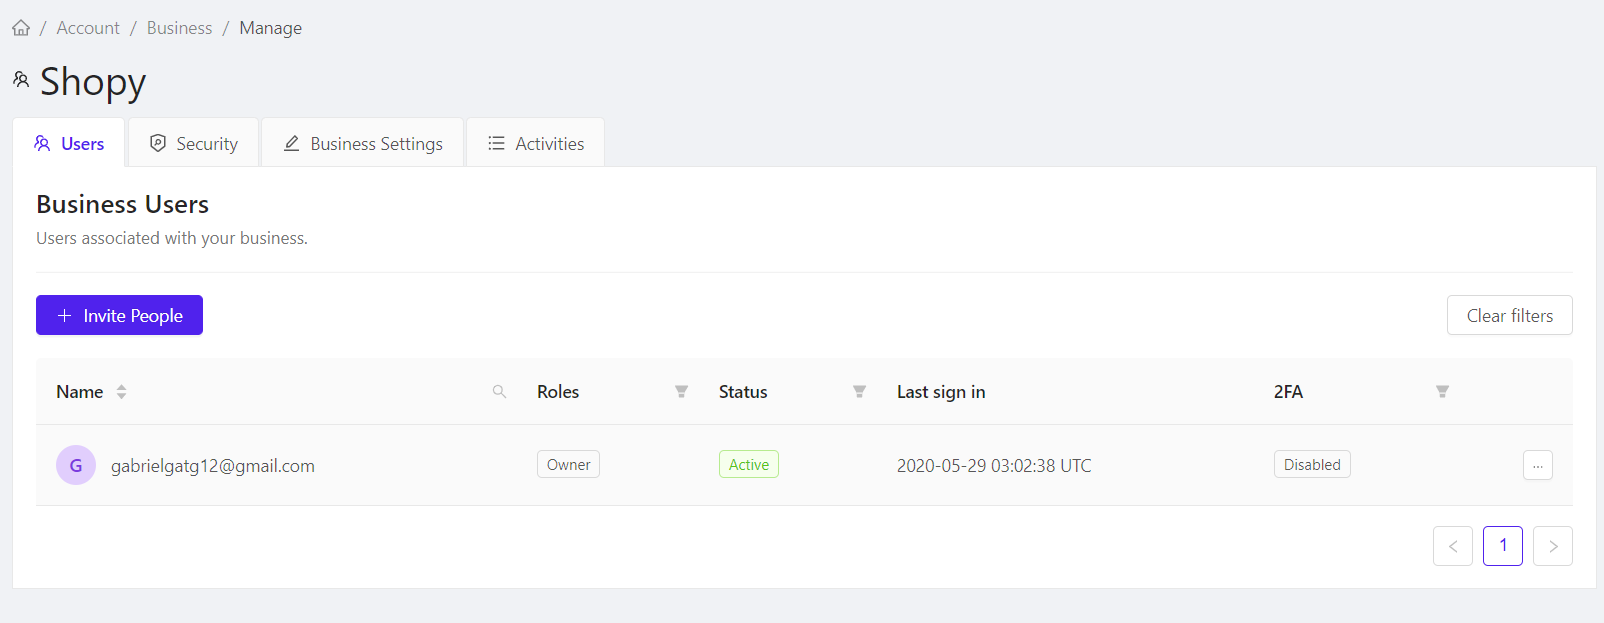 / Account / Business / Manage
Shopy
Users Security Business Settings Activities
Business Users
Users associated with your business.
+ Invite People Clear filters
Name Roles Status Last sign in 2FA
G gabrielgatg12@gmail.com Owner Active 2020-05-29 03:02:38 UTC Disabled ...
< 1 >